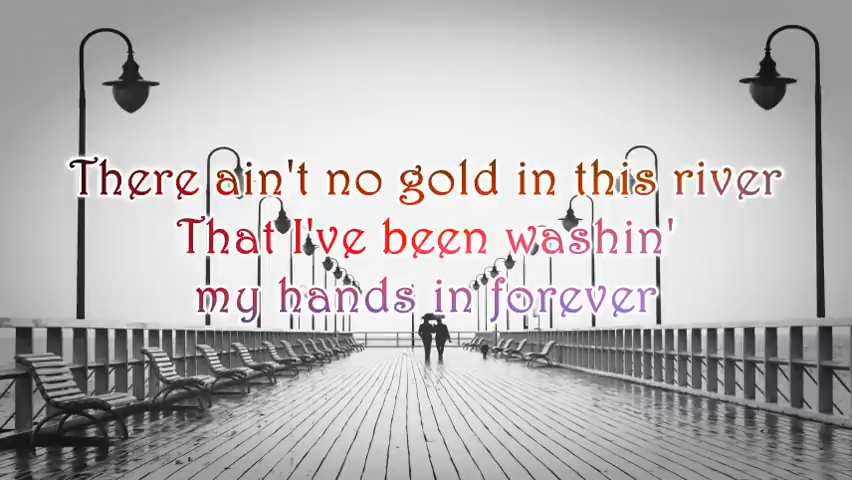 There ain't no gold in this river
That I've been washin'
my hands in forever